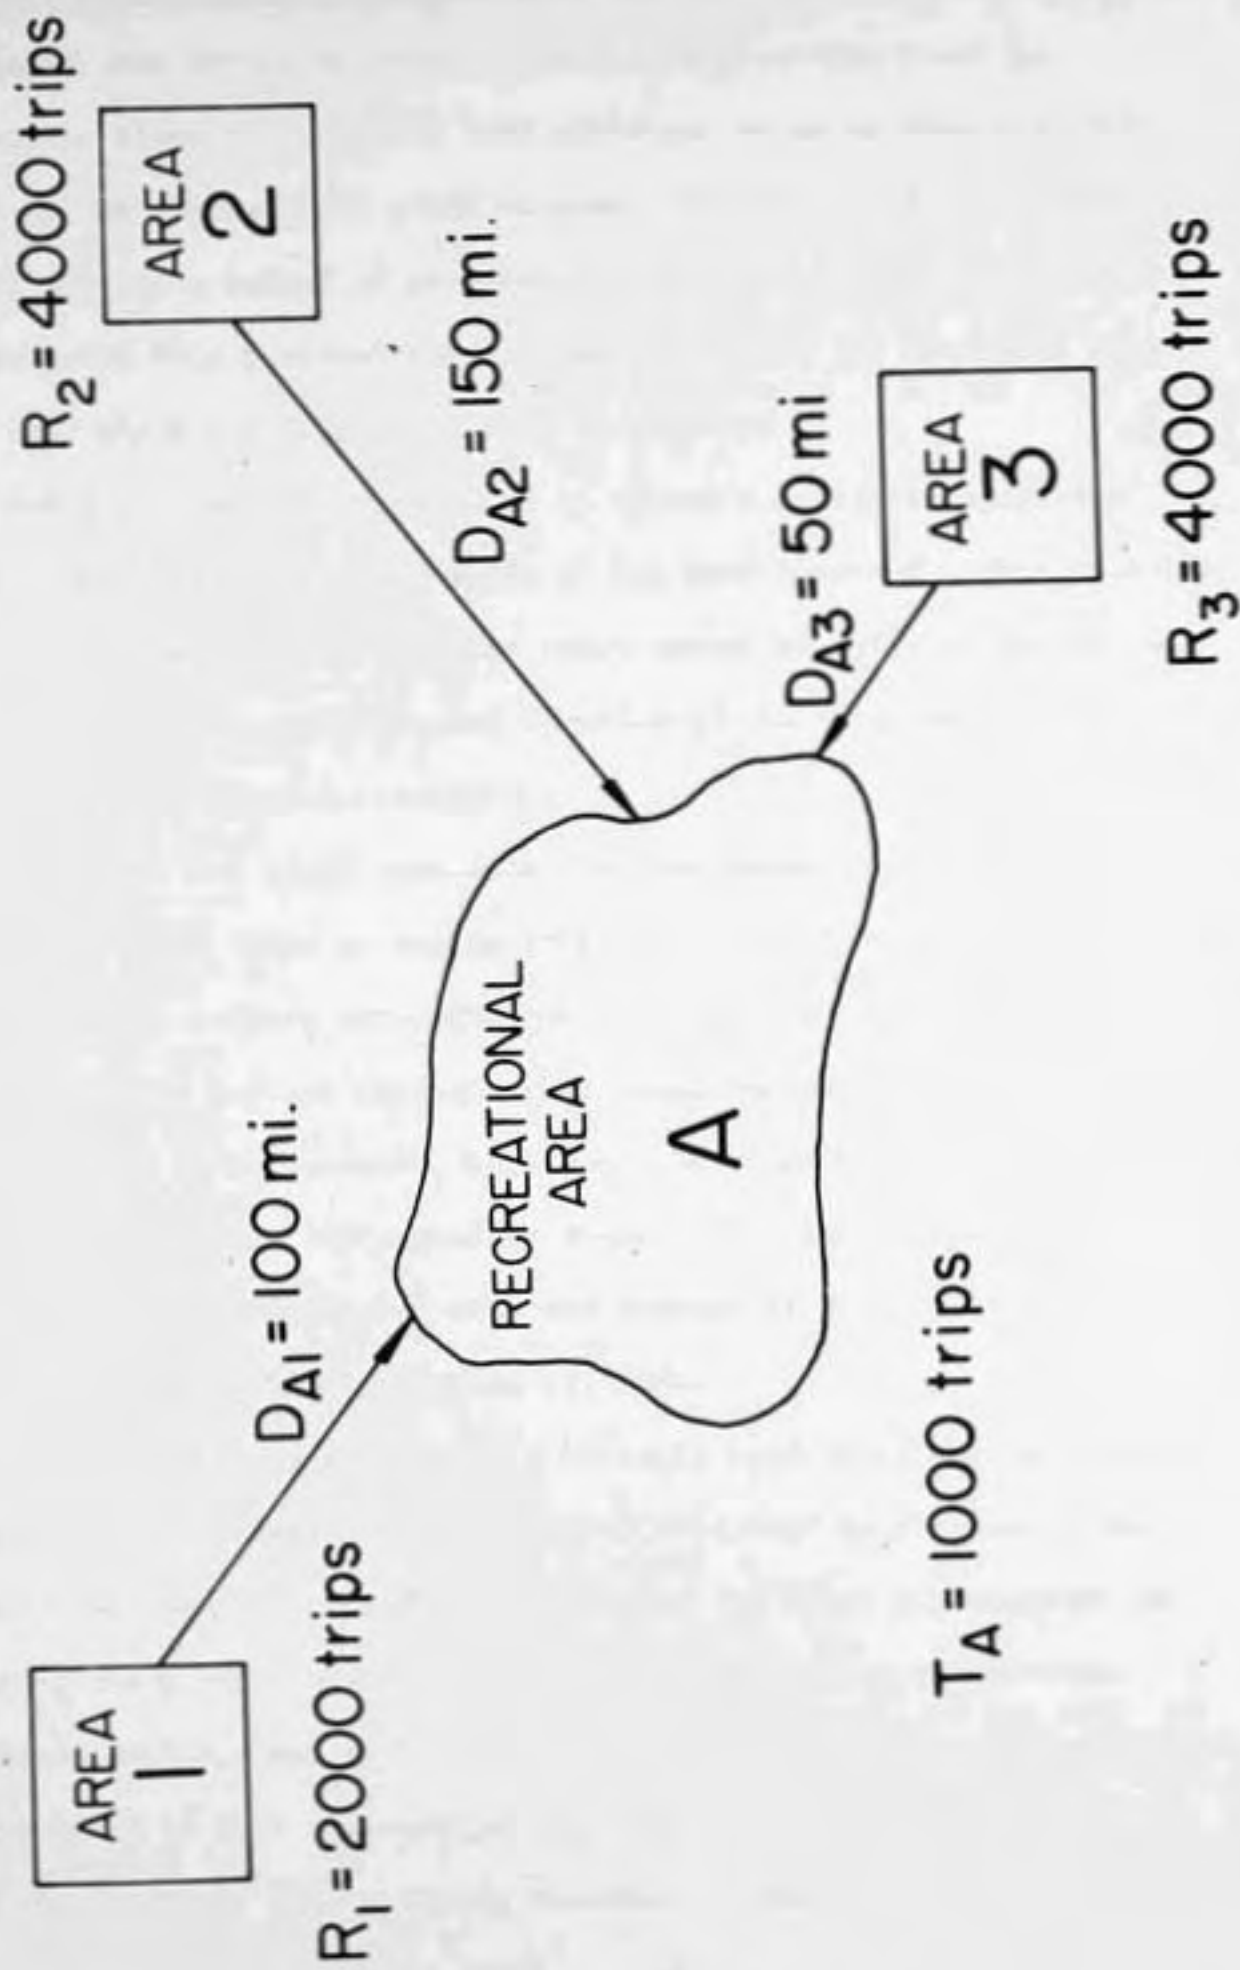 R2 = 4000 trips
AREA
2
AREA
1
DA1 = 100 mi.
DA2 = 150 mi.
R1 = 2000 trips
RECREATIONAL
AREA
A
DA3 = 50 mi
AREA
3
TA = 1000 trips
R3 = 4000 trips